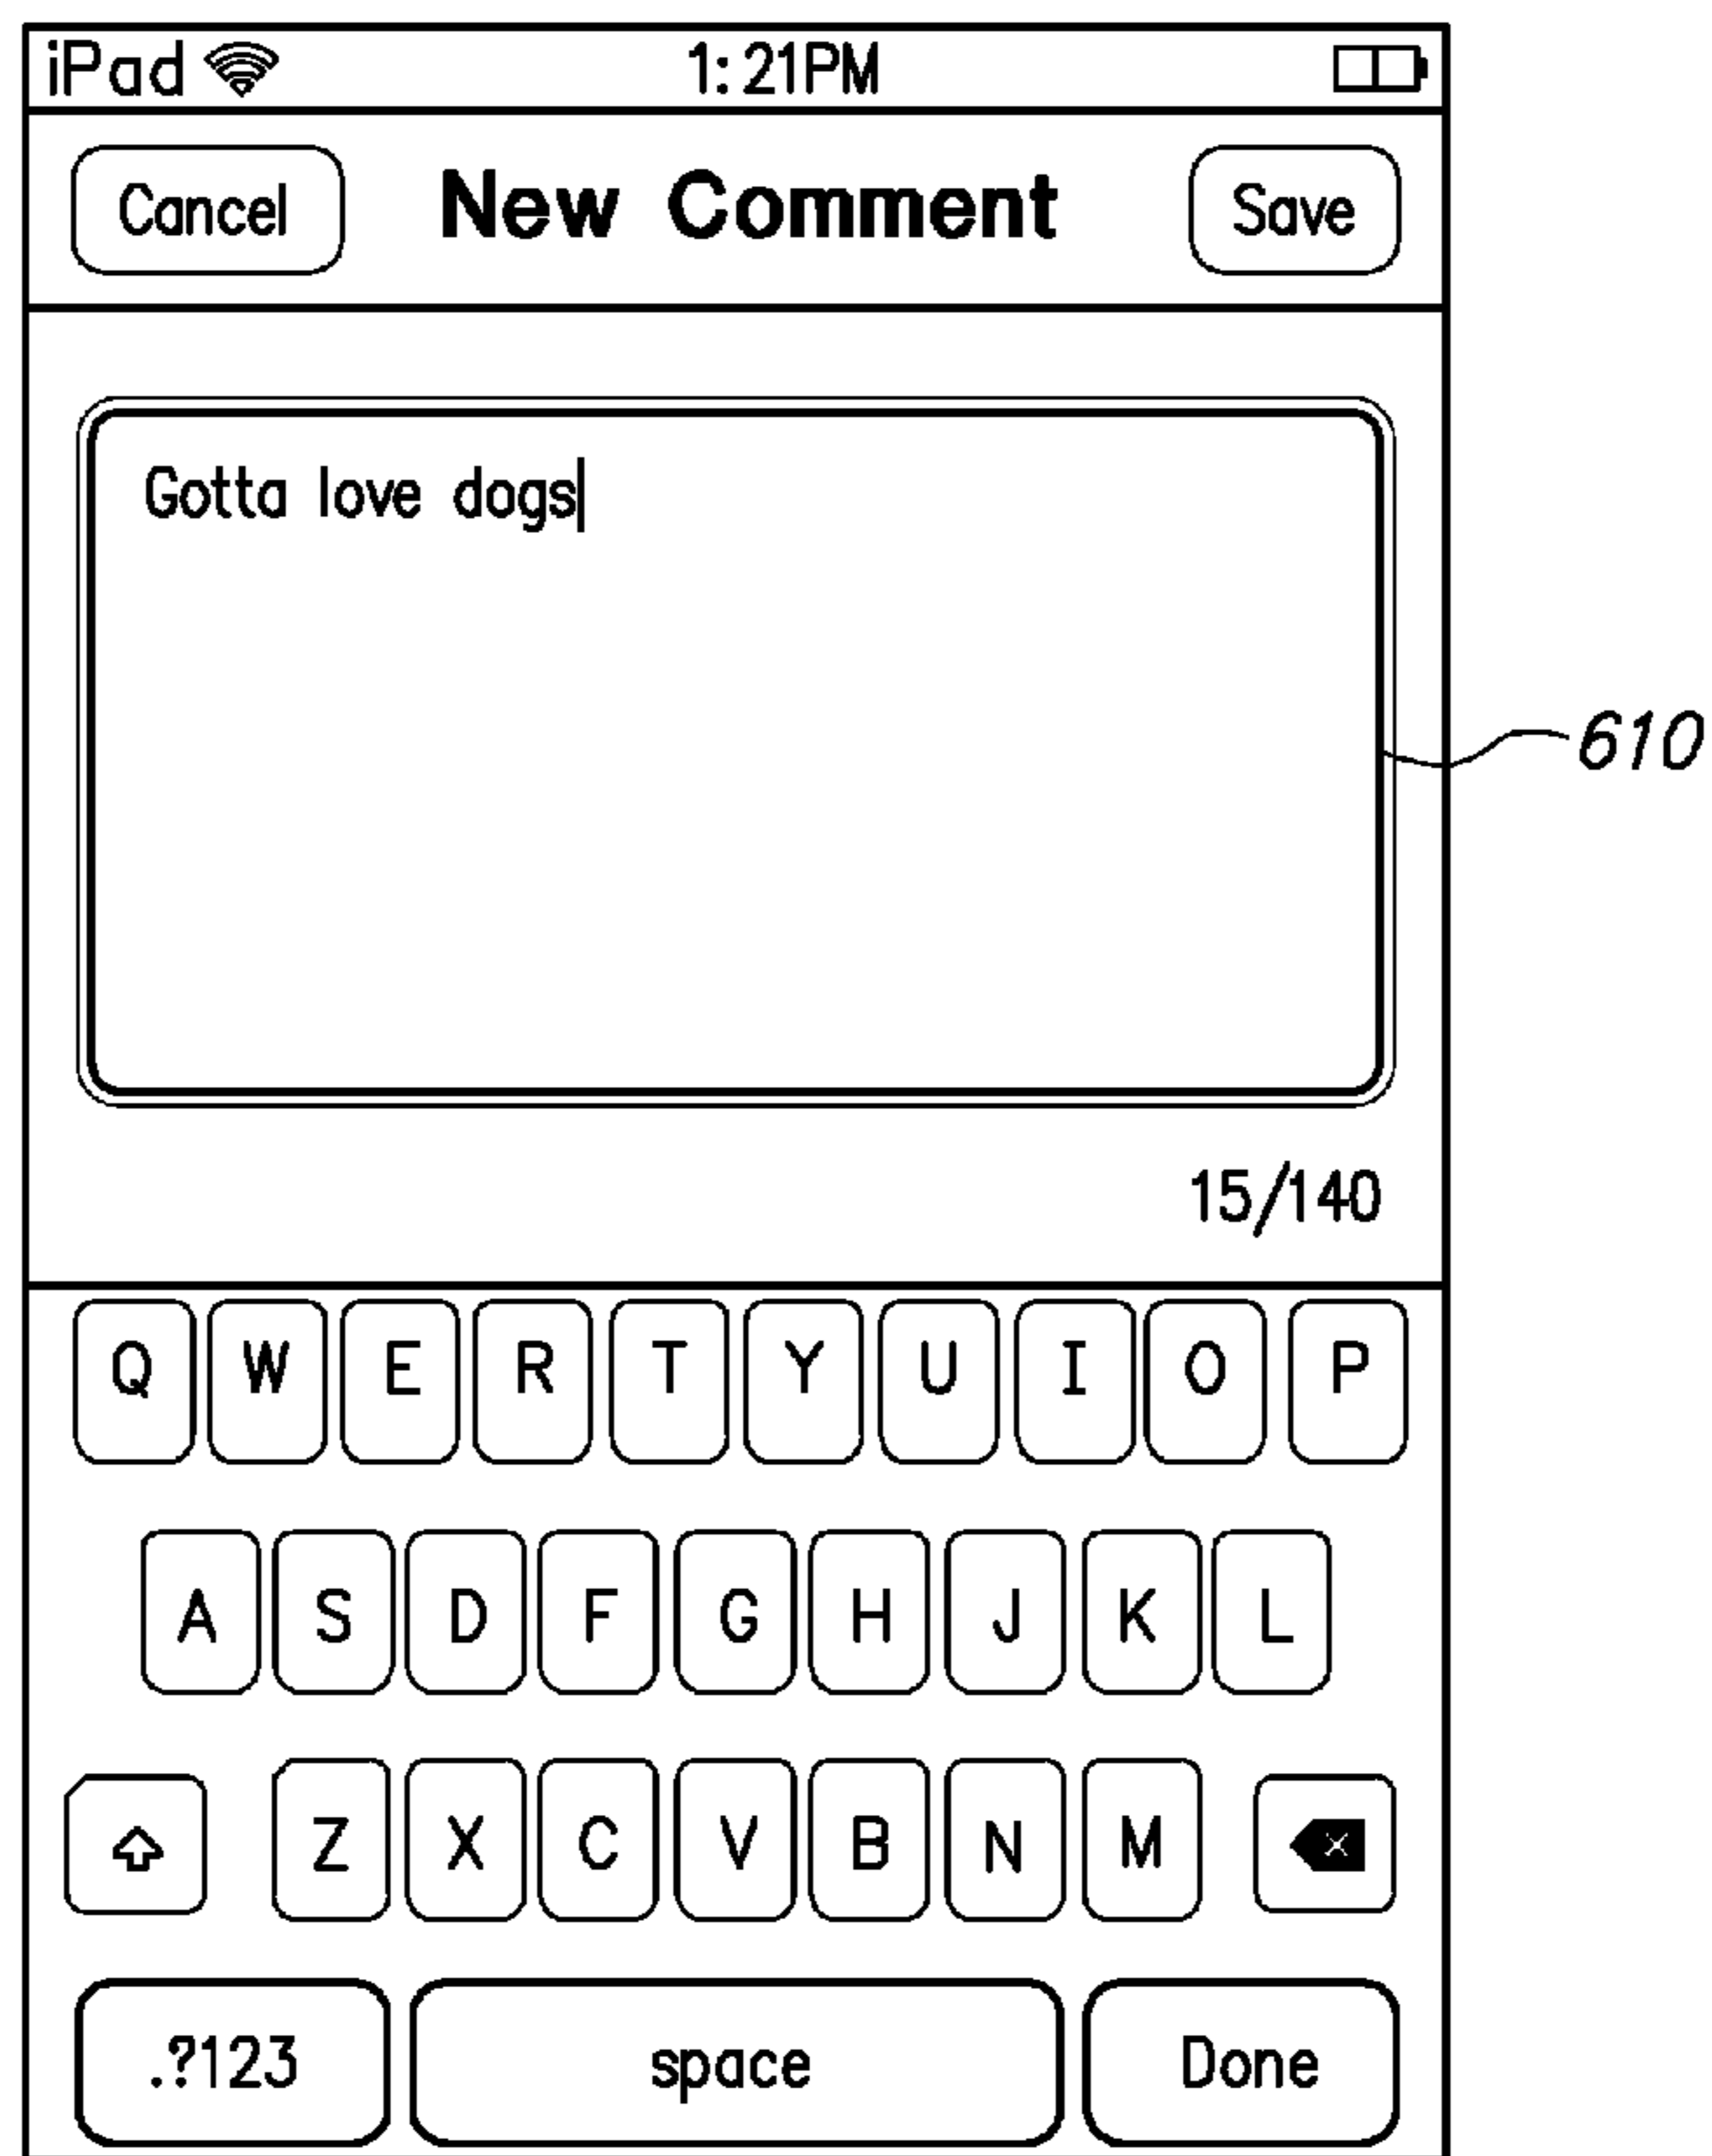 iPad 1:21PM
Cancel New Comment Save
Gotta love dogs
610
15/140
Q W E R T Y U I O P
A S D F G H J K L
Z X C V B N M
.?123 space Done